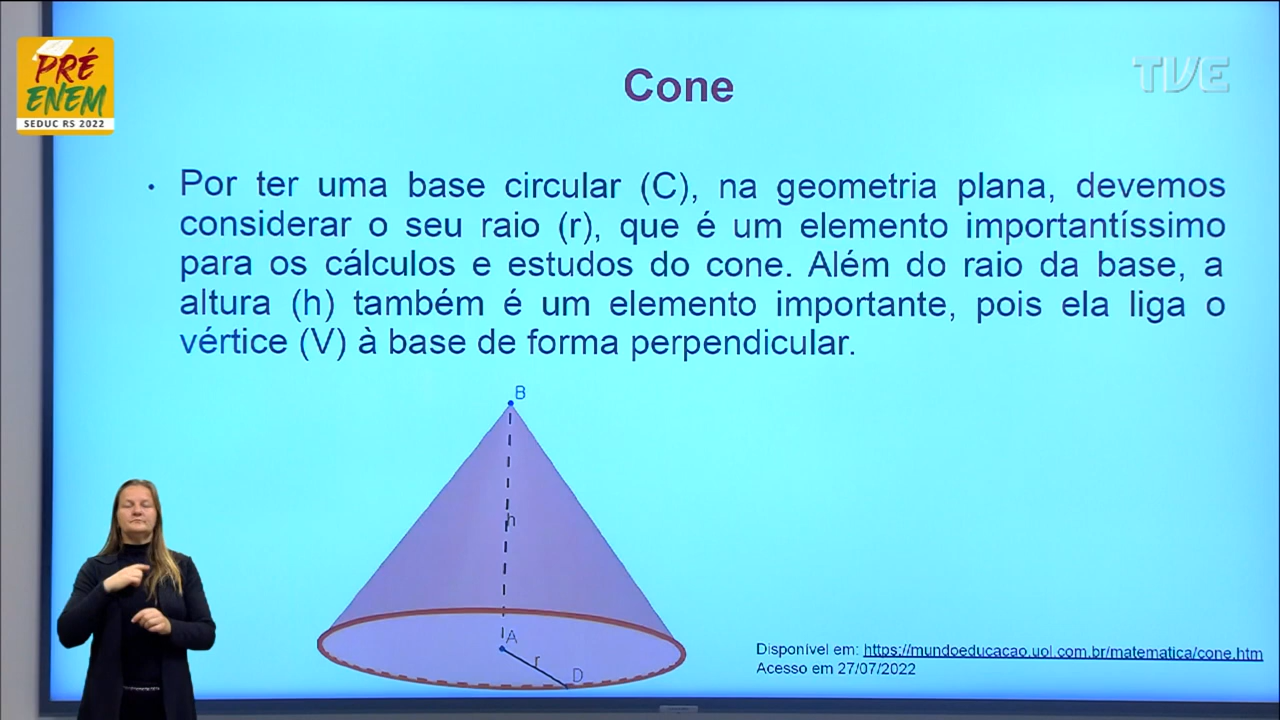 PRÉ
ENEM
SEDUC RS 2022
TVE
Cone
• Por ter uma base circular (C), na geometria plana, devemos
considerar o seu raio (r), que é um elemento importantíssimo
para os cálculos e estudos do cone. Além do raio da base, a
altura (h) também é um elemento importante, pois ela liga o
vértice (V) à base de forma perpendicular.
B
h
A
r
D
Disponível em: https://mundoeducacao.uol.com.br/matematica/cone.htm
Acesso em 27/07/2022